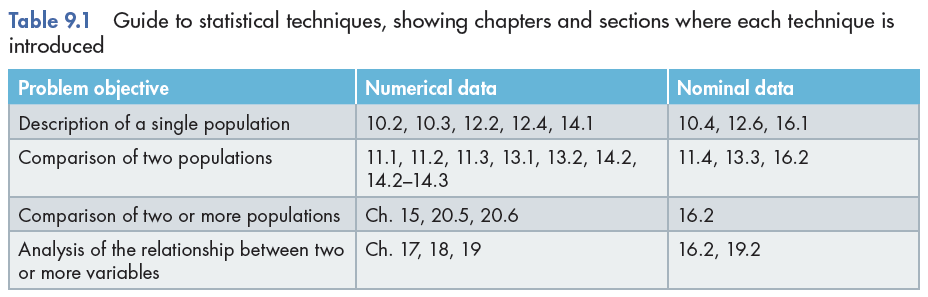 Table 9.1 Guide to statistical techniques, showing chapters and sections where each technique is
introduced
Problem objective Numerical data Nominal data
Description of a single population 10.2, 10.3, 12.2, 12.4, 14.1 10.4, 12.6, 16.1
Comparison of two populations 11.1, 11.2, 11.3, 13.1, 13.2, 14.2, 11.4, 13.3, 16.2
14.2–14.3
Comparison of two or more populations Ch. 15, 20.5, 20.6 16.2
Analysis of the relationship between two Ch. 17, 18, 19 16.2, 19.2
or more variables